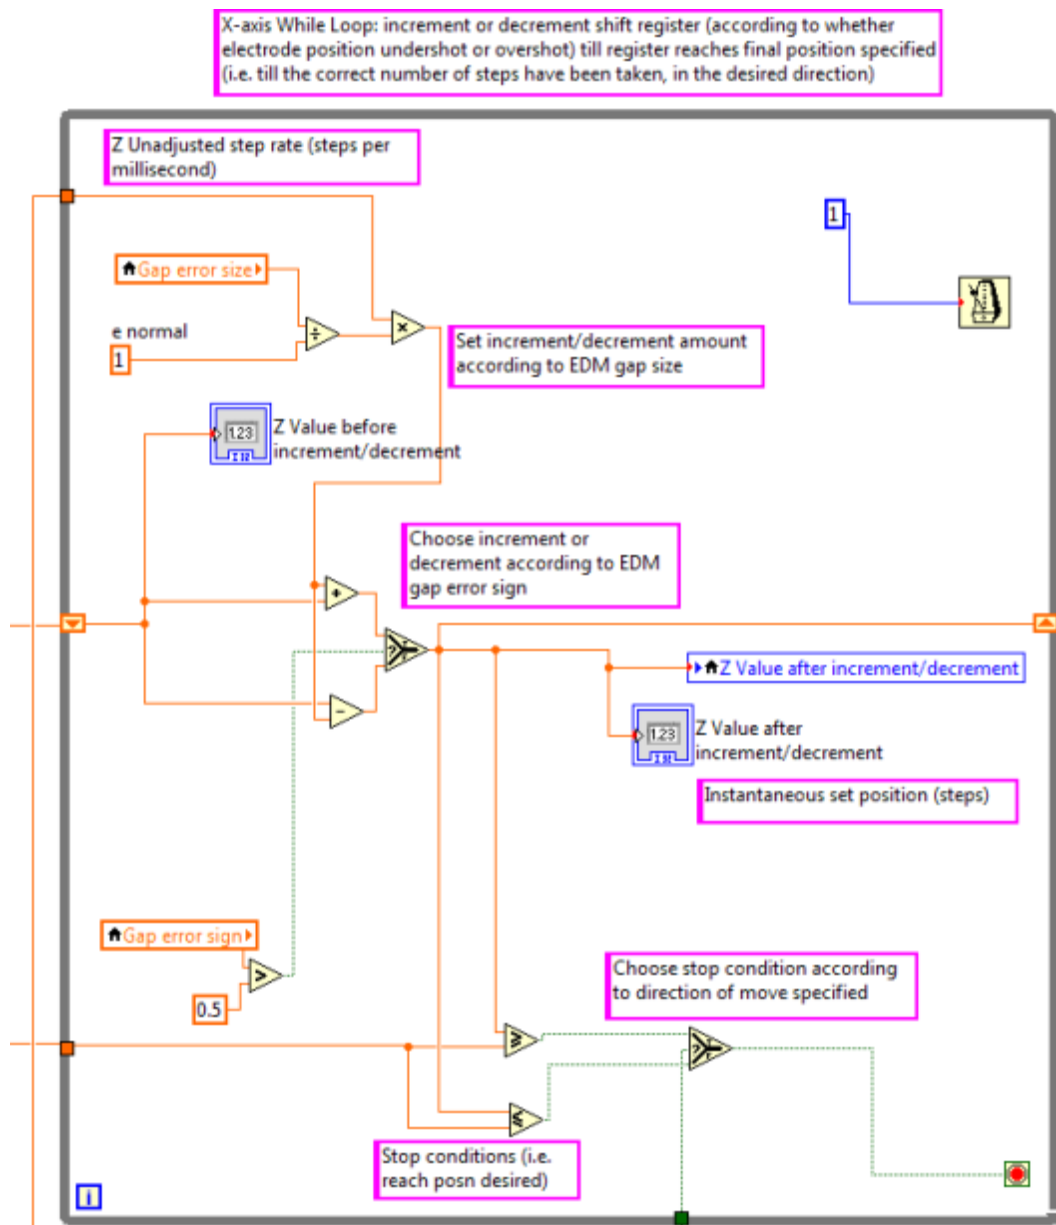 X-axis While Loop: increment or decrement shift register (according to whether
electrode position undershot or overshot) till register reaches final position specified
(i.e. till the correct number of steps have been taken, in the desired direction)
Z Unadjusted step rate (steps per
millisecond)
1
Gap error size
e normal
1
Set increment/decrement amount
according to EDM gap size
1.23
Z Value before
increment/decrement
Choose increment or
decrement according to EDM
gap error sign
Z Value after increment/decrement
1.23
Z Value after
increment/decrement
Instantaneous set position (steps)
Gap error sign
0.5
Choose stop condition according
to direction of move specified
Stop conditions (i.e.
reach posn desired)
i